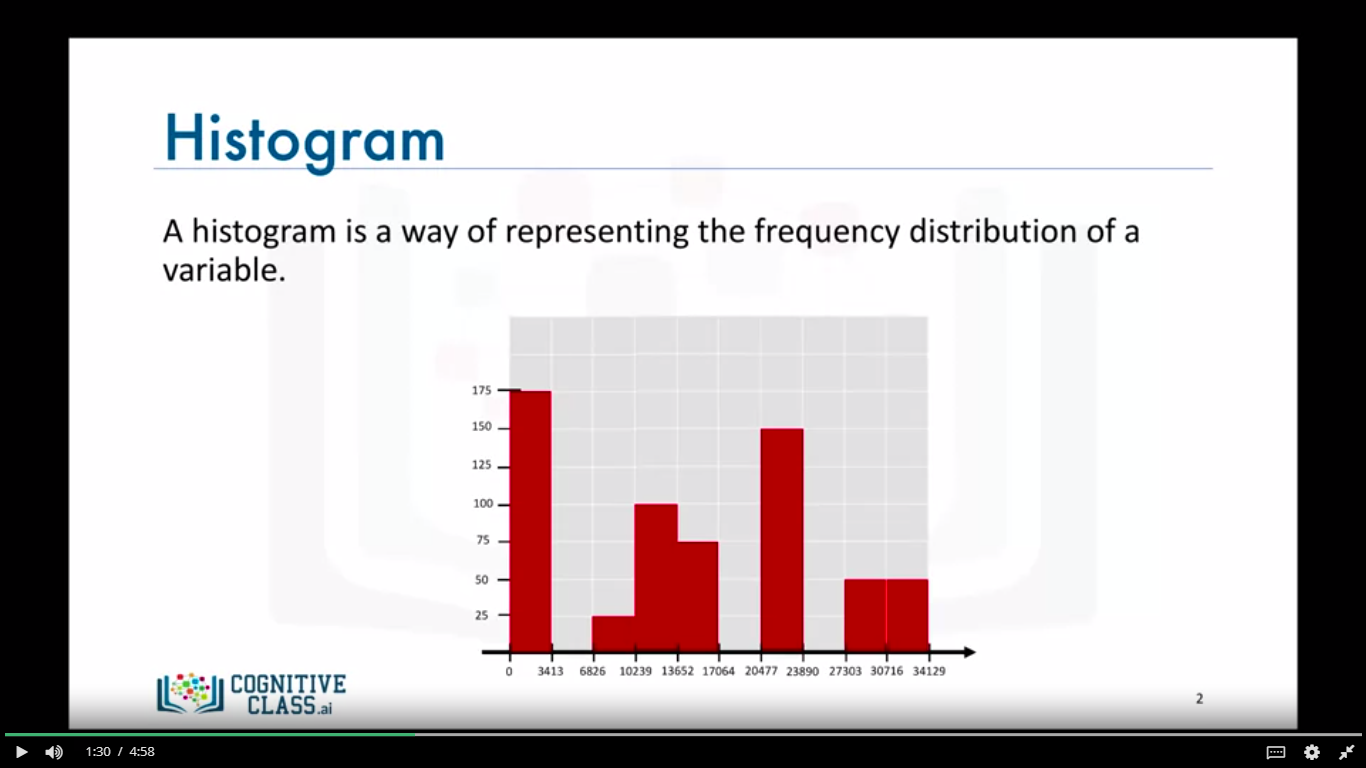 Histogram
A histogram is a way of representing the frequency distribution of a
variable.
175
150
125
100
75
50
25
0 3413 6826 10239 13652 17064 20477 23890 27303 30716 34129
COGNITIVE
CLASS.ai
2
1:30 / 4:58